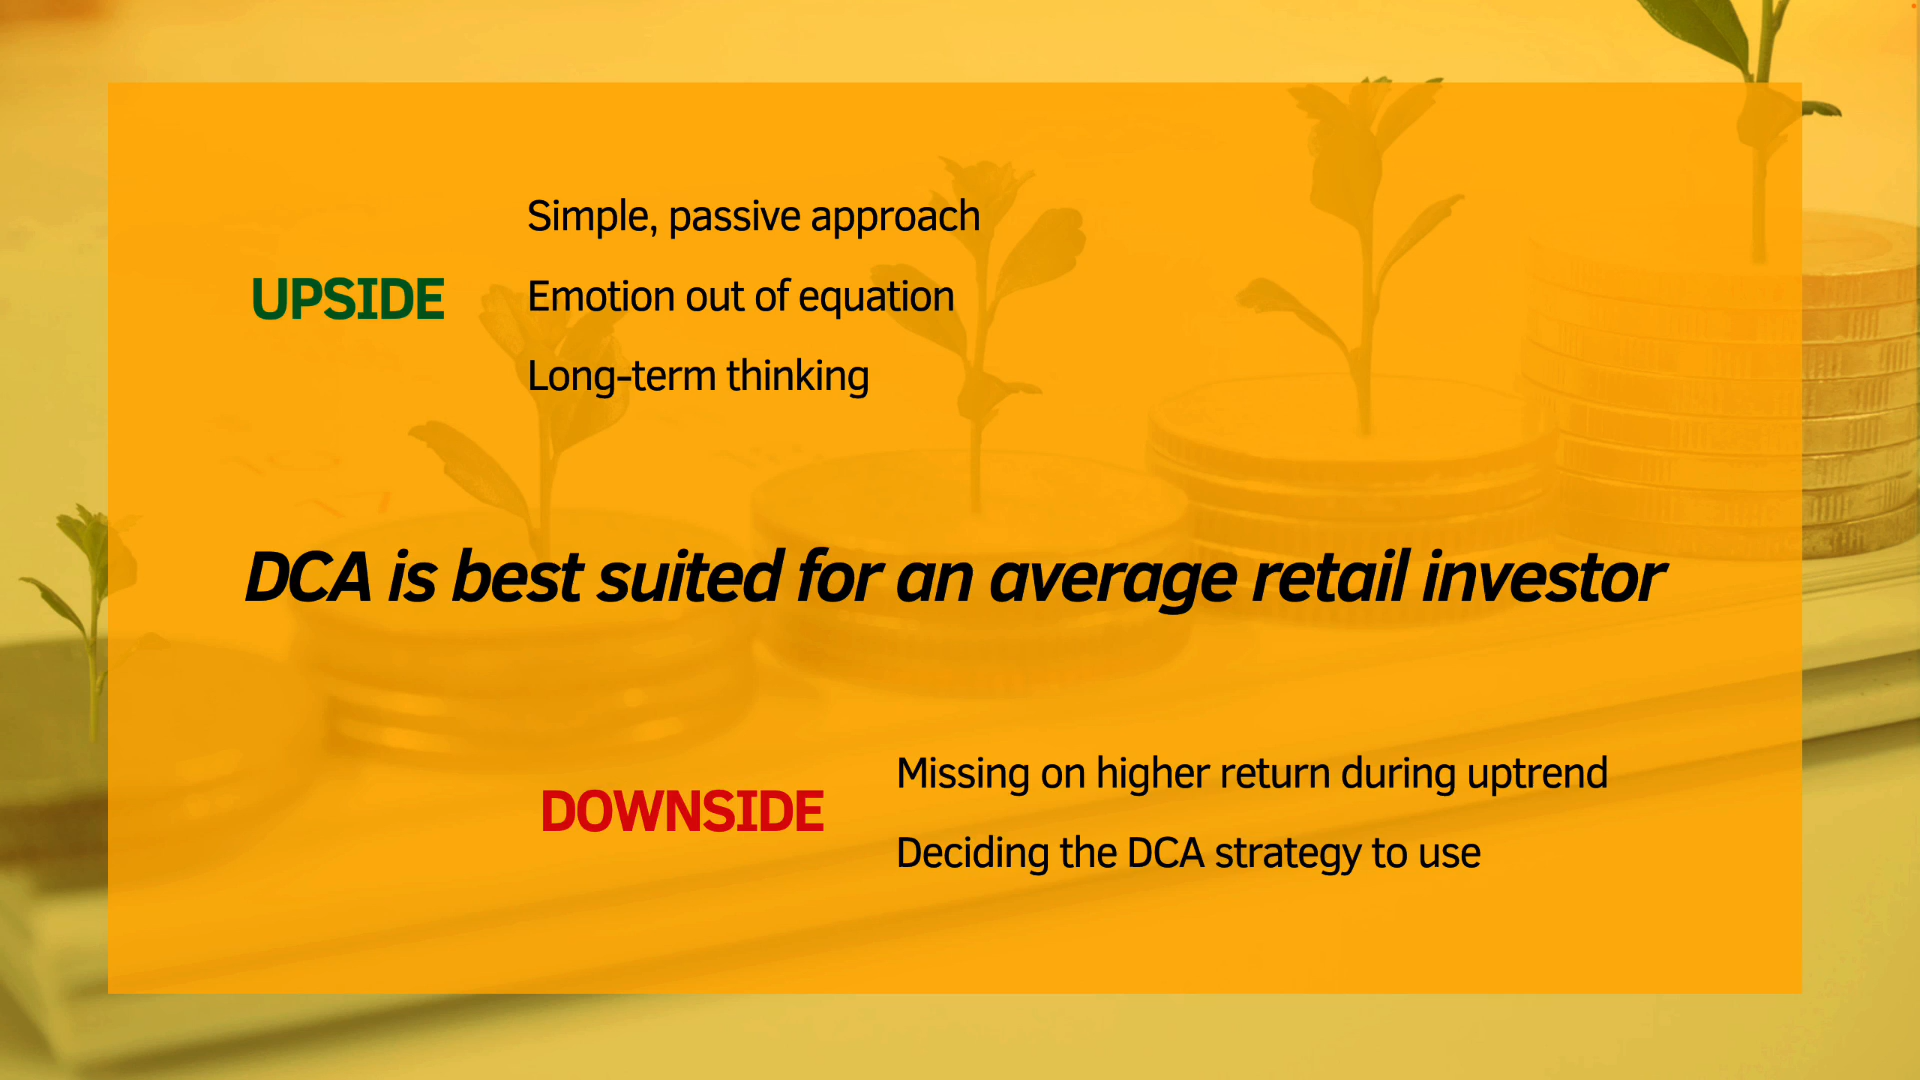 Simple, passive approach
UPSIDE
Emotion out of equation
Long-term thinking
DCA is best suited for an average retail investor
Missing on higher return during uptrend
DOWNSIDE
Deciding the DCA strategy to use